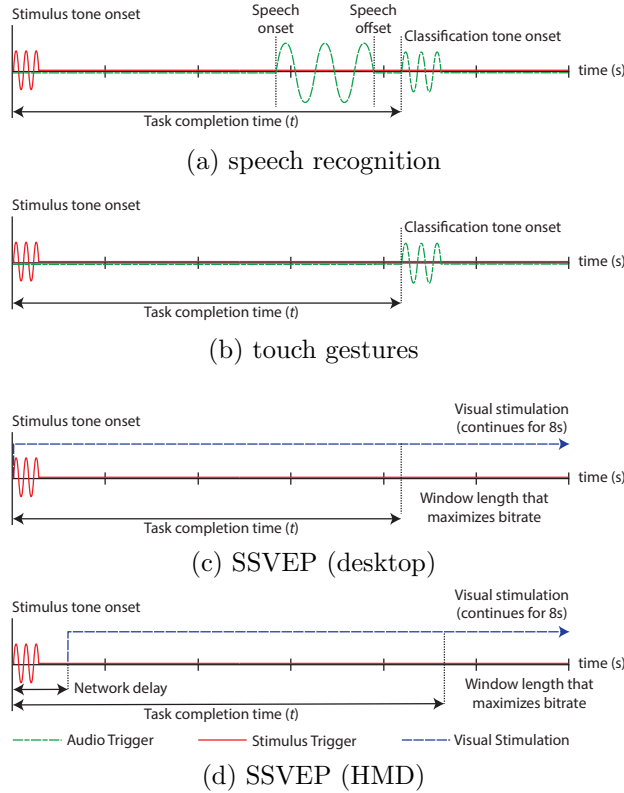 Stimulus tone onset
Speech
onset
Speech
offset
Classification tone onset
time (s)
Task completion time (t)
(a) speech recognition
Stimulus tone onset
Classification tone onset
time (s)
Task completion time (t)
(b) touch gestures
Stimulus tone onset
Visual stimulation
(continues for 8s)
time (s)
Window length that
maximizes bitrate
Task completion time (t)
(c) SSVEP (desktop)
Stimulus tone onset
Visual stimulation
(continues for 8s)
time (s)
Network delay
Window length that
maximizes bitrate
Task completion time (t)
Audio Trigger
Stimulus Trigger
Visual Stimulation
(d) SSVEP (HMD)